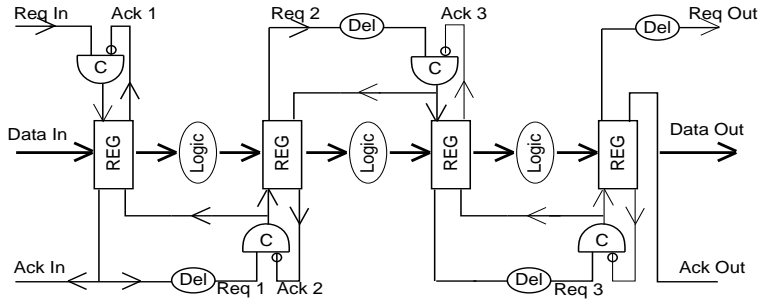 Req In
Ack 1
Req 2
Del
Ack 3
Del
Req Out
C
C
Data In
REG
Logic
REG
Logic
REG
Logic
REG
Data Out
C
C
Ack In
Del
Req 1
Ack 2
Del
Req 3
Ack Out